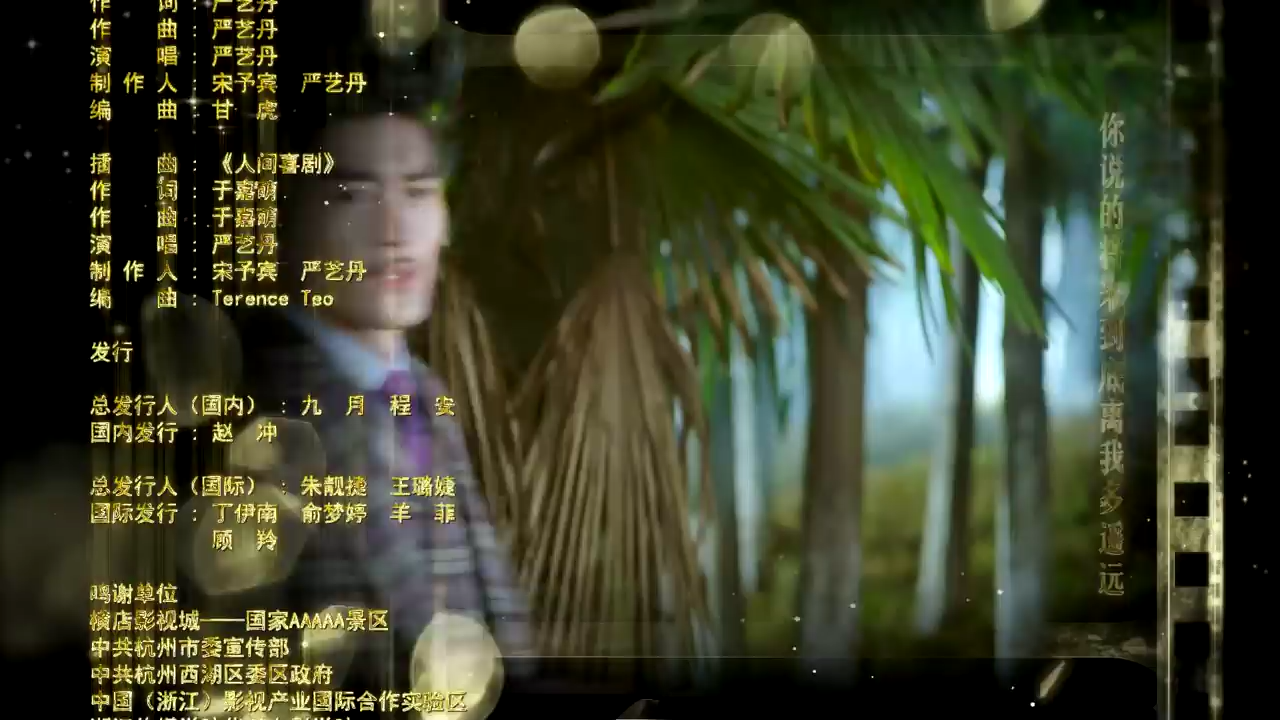 作 词 : 严艺丹
作 曲 : 严艺丹
演 唱 : 严艺丹
制 作 人 : 宋予宾 严艺丹
编 曲 : 甘 虎
插 曲 : 《人间喜剧》
作 词 : 于嘉萌
作 曲 : 于嘉萌
演 唱 : 严艺丹
制 作 人 : 宋予宾 严艺丹
编 曲 : Terence Teo
发行
总发行人（国内） : 九 月 程 安
国内发行 : 赵 冲
总发行人（国际） : 朱靓捷 王璐婕
国际发行 : 丁伊南 俞梦婷 羊 菲
顾 羚
鸣谢单位
横店影视城——国家AAAAA景区
中共杭州市委宣传部
中共杭州西湖区委区政府
中国（浙江）影视产业国际合作实验区
你说的将来到底离我多遥远